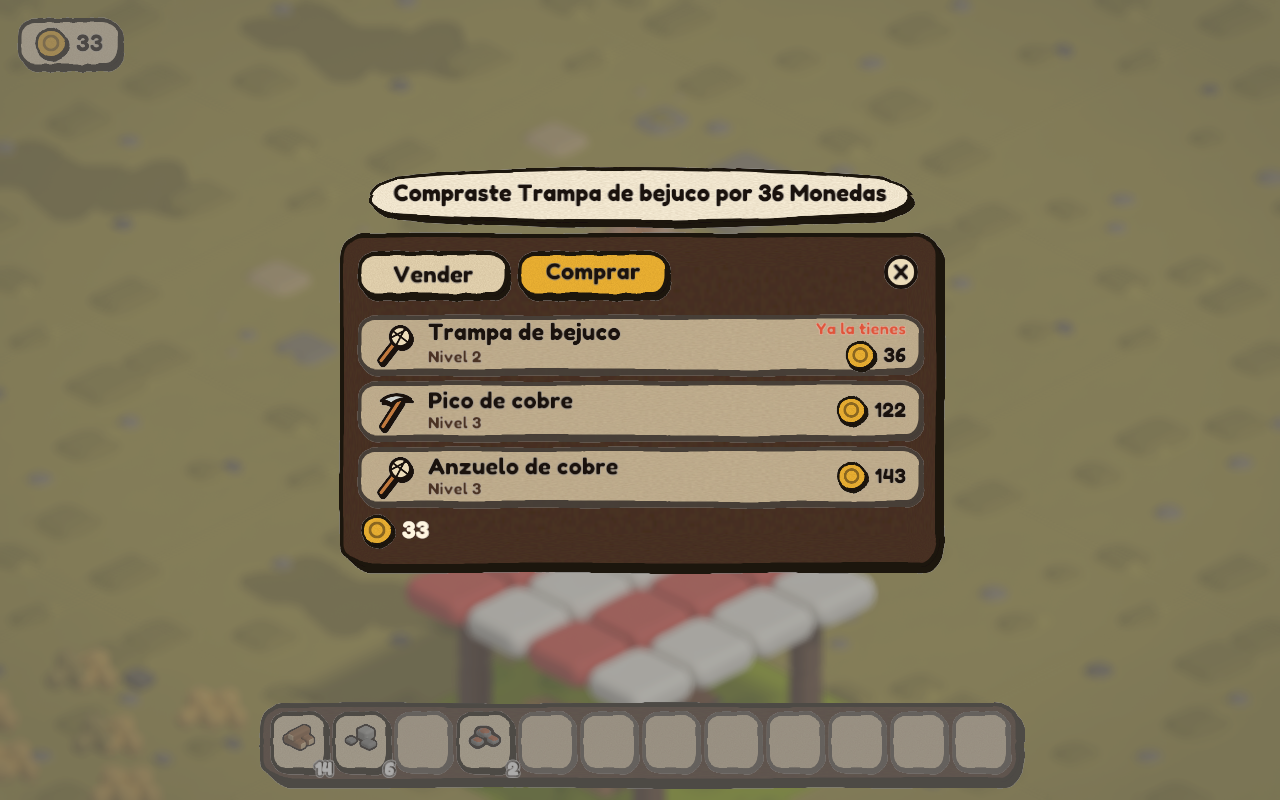 33
Compraste Trampa de bejuco por 36 Monedas
Vender
Comprar
Trampa de bejuco
Nivel 2
Ya la tienes
36
Pico de cobre
Nivel 3
122
Anzuelo de cobre
Nivel 3
143
33
14
6
2